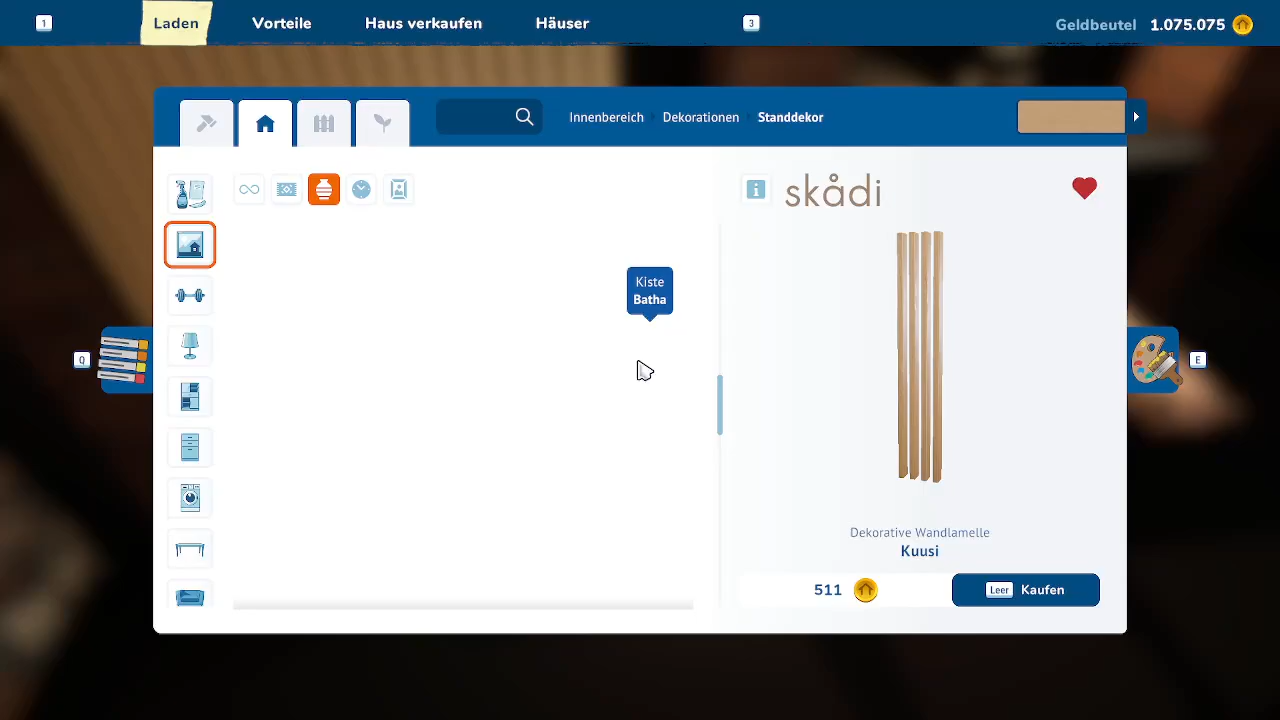 1
Laden
Vorteile
Haus verkaufen
Häuser
3
Geldbeutel 1.075.075
Innenbereich
Dekorationen
Standdekor
skådi
Kiste
Batha
Q
E
Dekorative Wandlamelle
Kuusi
511
Leer Kaufen